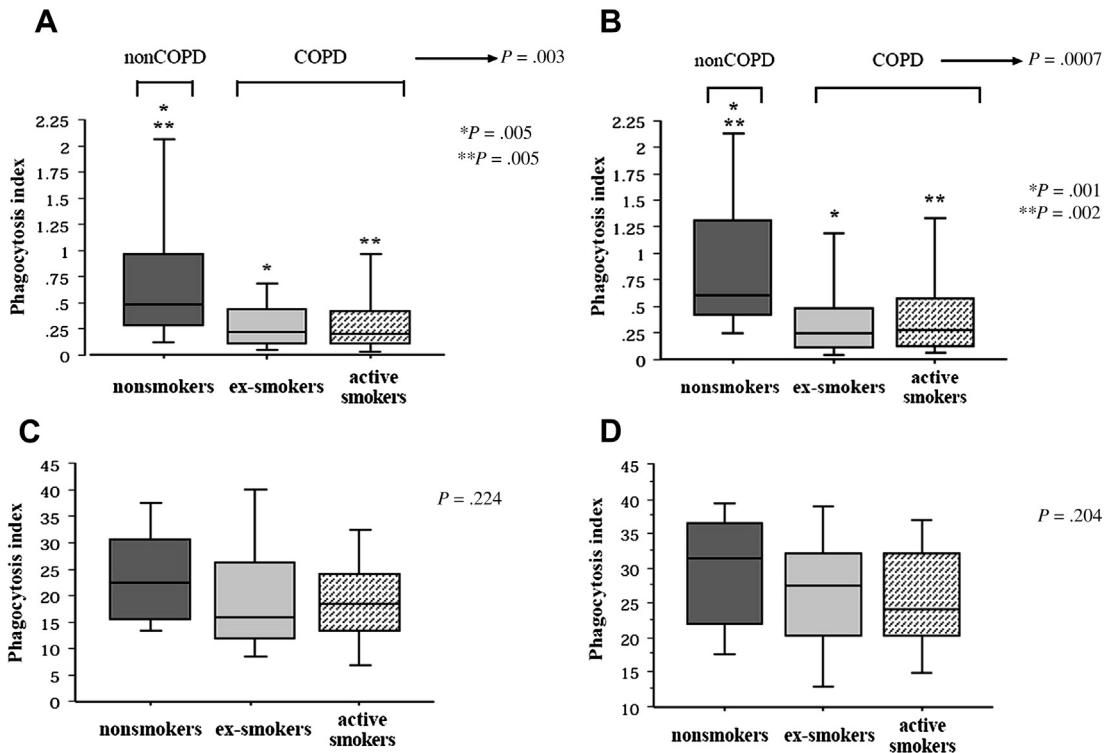 A
nonCOPD
COPD
P = .003
*
**
*P = .005
**P = .005
Phagocytosis index
2.25
2
1.75
1.5
1.25
1
.75
.5
.25
0
*
**
nonsmokers
ex-smokers
active
smokers
B
nonCOPD
COPD
P = .0007
*
**
*P = .001
**P = .002
Phagocytosis index
2.25
2
1.75
1.5
1.25
1
.75
.5
.25
0
*
**
nonsmokers
ex-smokers
active
smokers
C
P = .224
Phagocytosis index
45
40
35
30
25
20
15
10
5
0
nonsmokers
ex-smokers
active
smokers
D
P = .204
Phagocytosis index
45
40
35
30
25
20
15
10
nonsmokers
ex-smokers
active
smokers